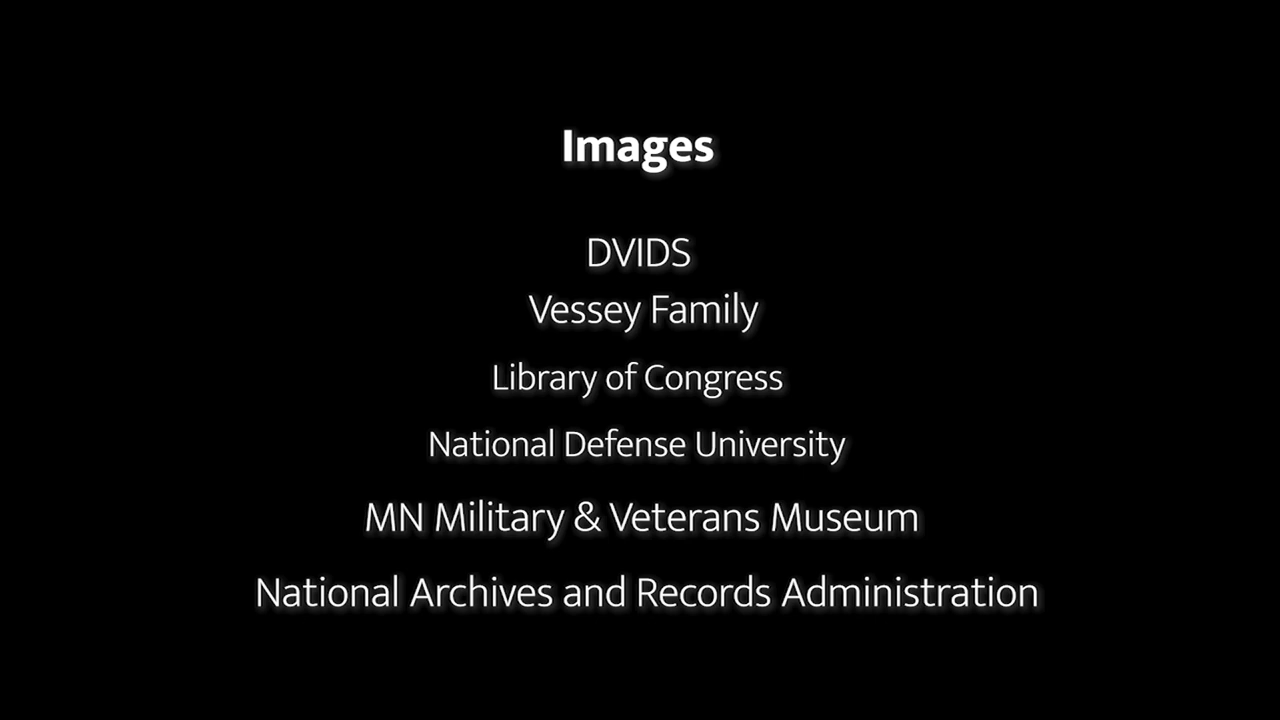 Images
DVIDS
Vessey Family
Library of Congress
National Defense University
MN Military & Veterans Museum
National Archives and Records Administration